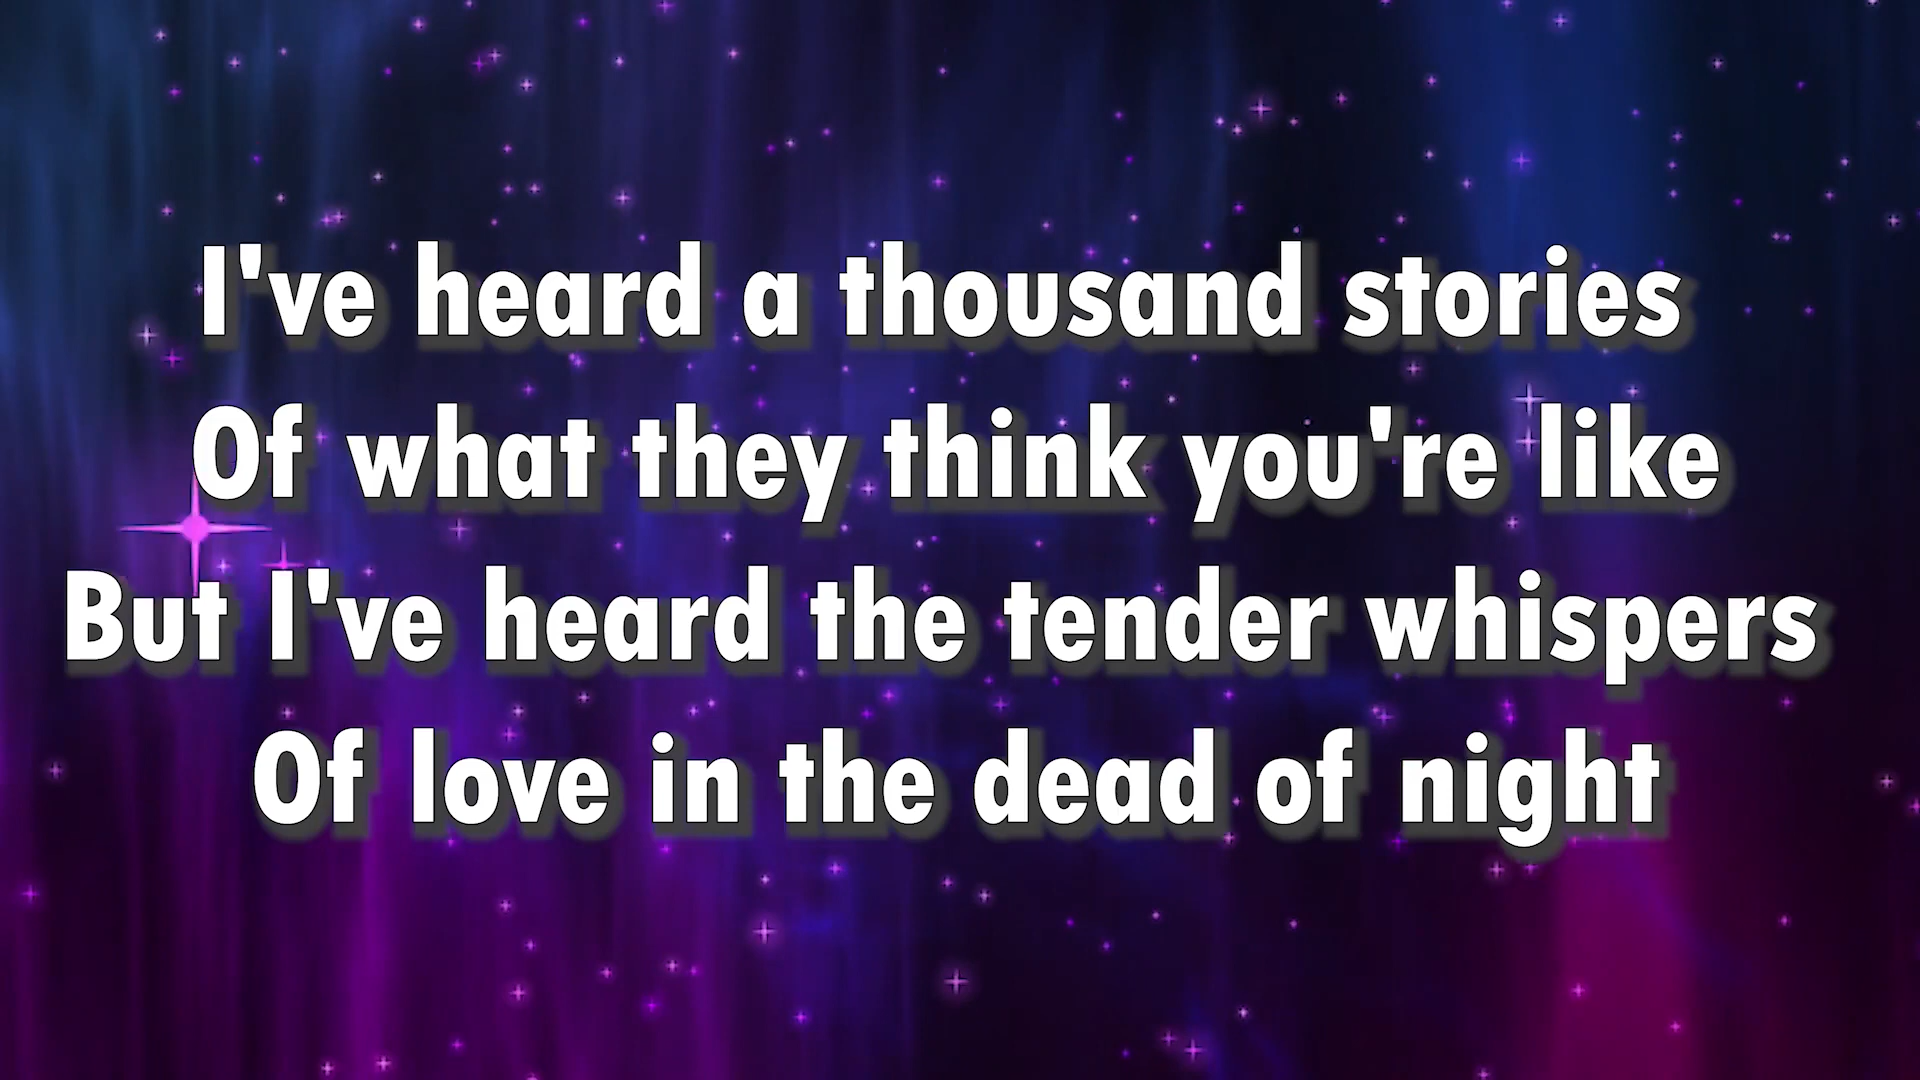 I've heard a thousand stories
Of what they think you're like
But I've heard the tender whispers
Of love in the dead of night